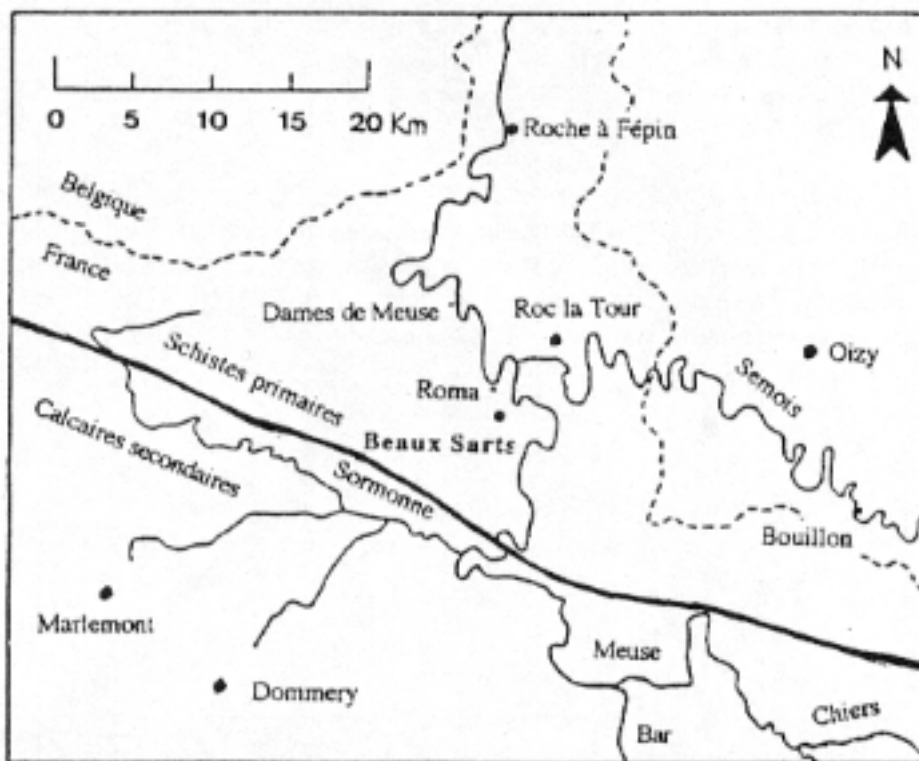 N
0 5 10 15 20 Km
Roche à Fépin
Belgique
France
Dames de Meuse
Roc la Tour
Oizy
Schistes primaires
Roma
Semois
Beaux Sarts
Calcaires secondaires
Sormonne
Bouillon
Marlemont
Meuse
Dommery
Chiers
Bar